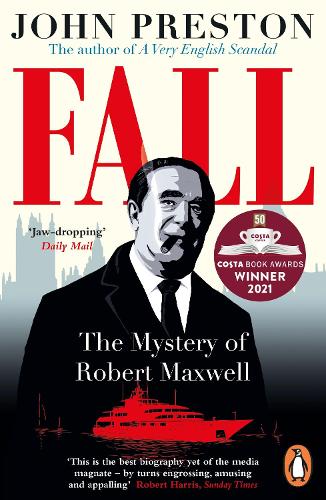 JOHN PRESTON
The author of A Very English Scandal
FALL
‘Jaw-dropping’
Daily Mail
50
COSTA
COSTA BOOK AWARDS
WINNER
2021
The Mystery of
Robert Maxwell
‘This is the best biography yet of the media
magnate – by turns engrossing, amusing
and appalling’ Robert Harris, Sunday Times